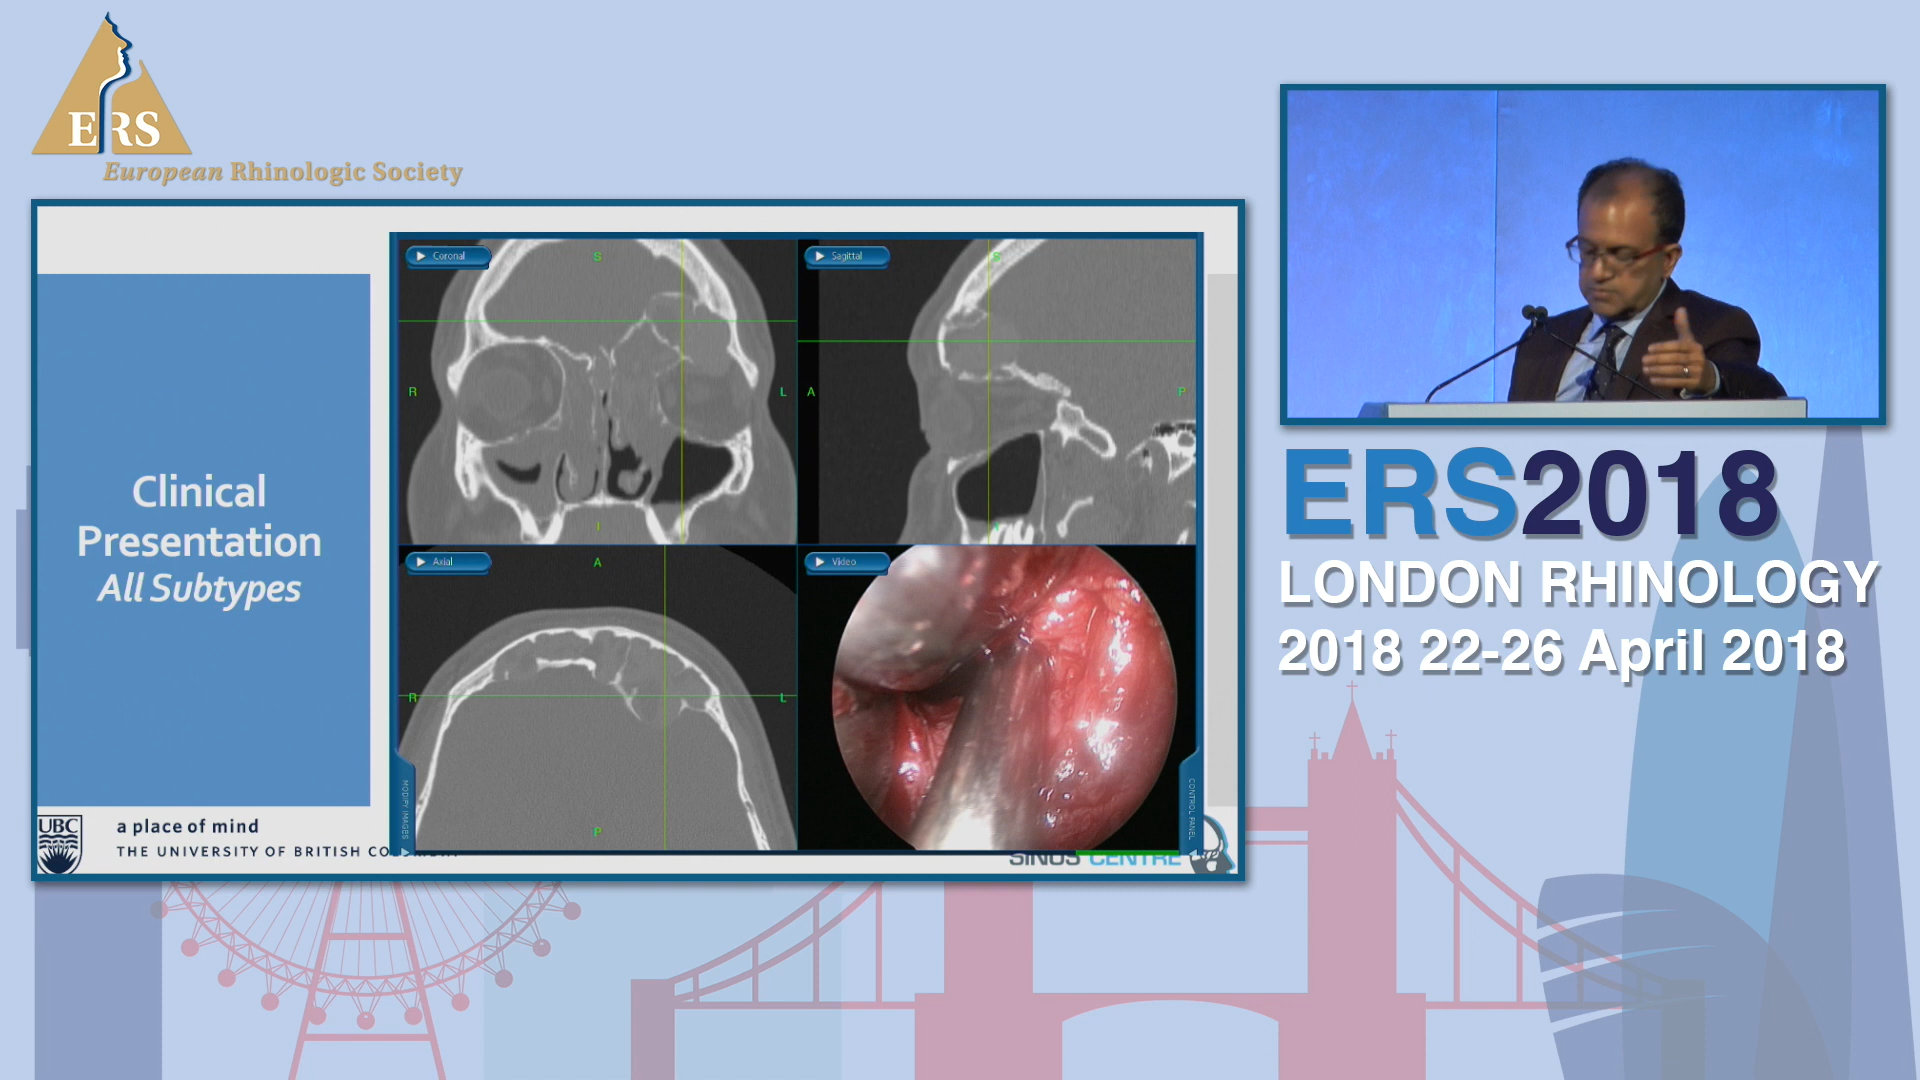 ERS
European Rhinologic Society
Coronal
S
R
L
I
Sagittal
S
A
P
Axial
A
R
L
P
MODIFY IMAGES
Video
CONTROL PANEL
Clinical
Presentation
All Subtypes
UBC
a place of mind
THE UNIVERSITY OF BRITISH CO
SINUS CENTRE
ERS2018
LONDON RHINOLOGY
2018 22-26 April 2018